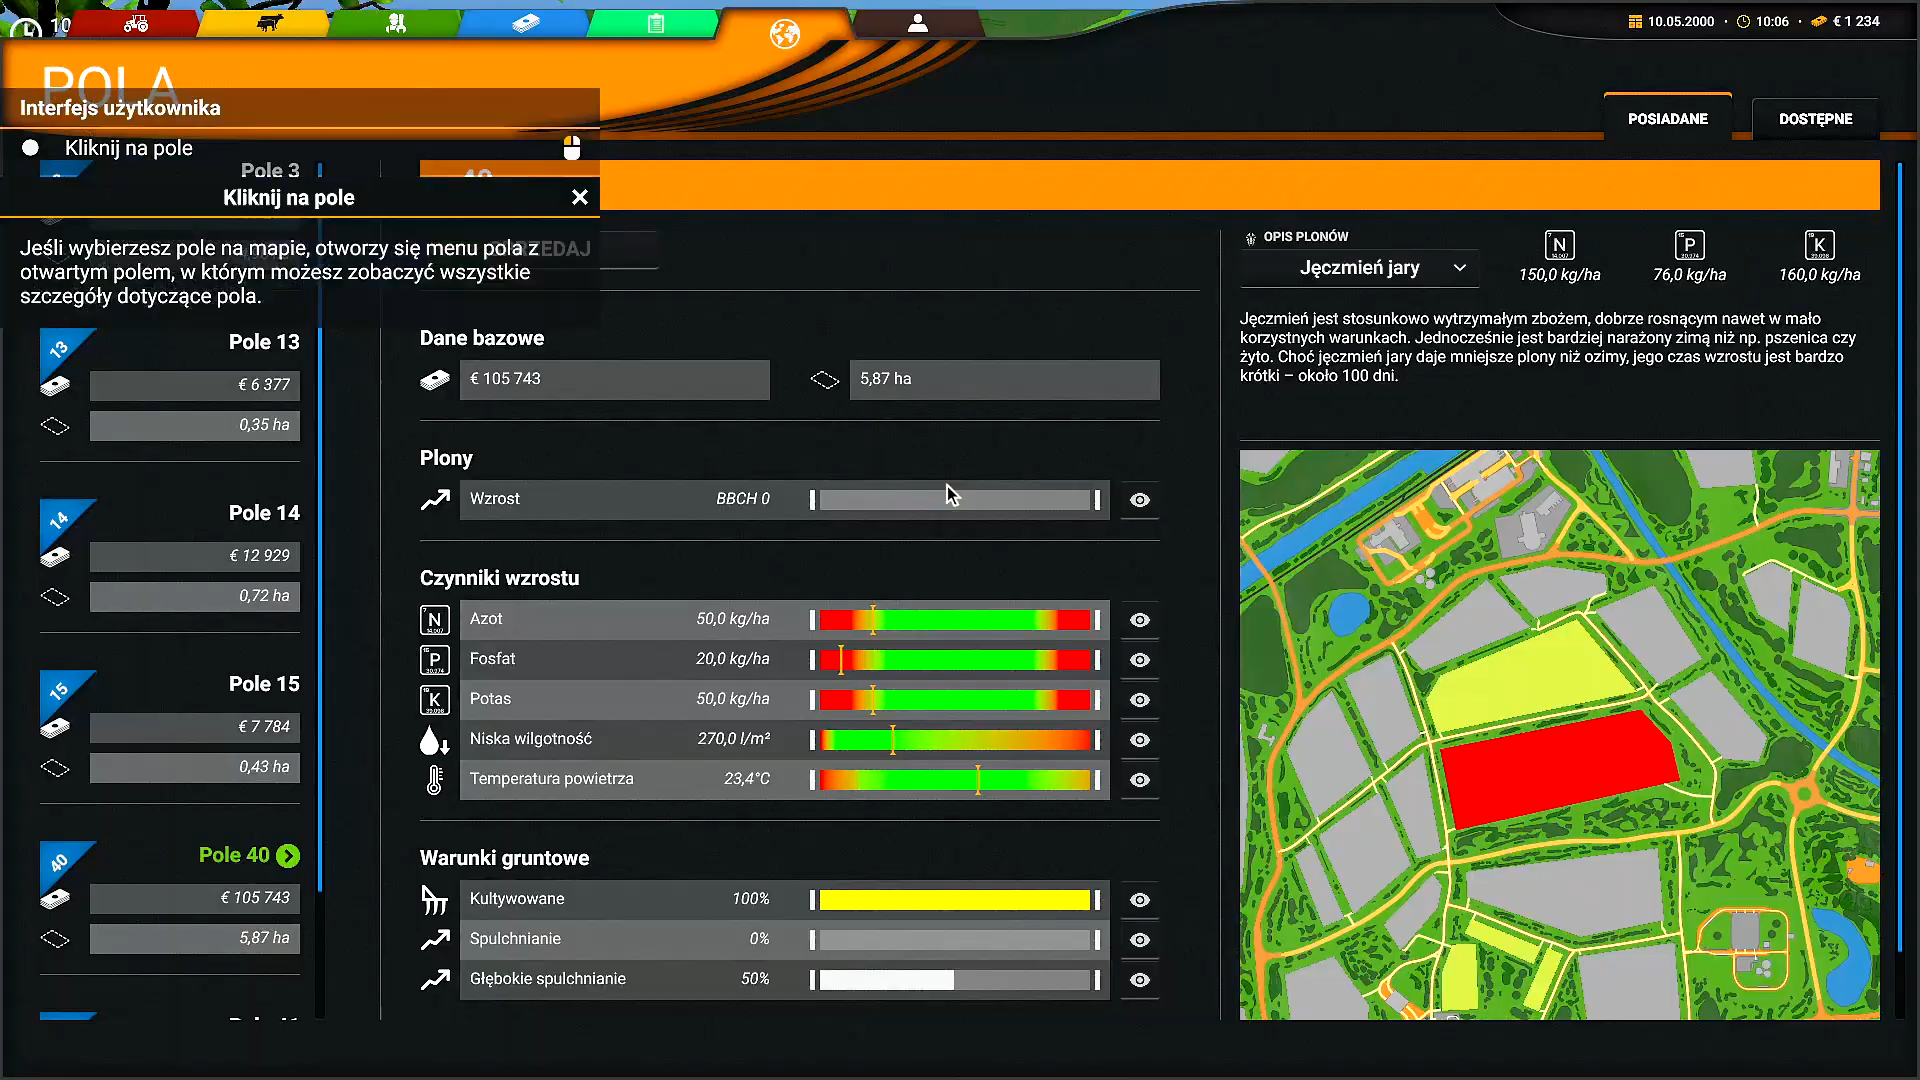 10
10.05.2000 · 10:06 · € 1 234
POLA
Interfejs użytkownika
Kliknij na pole
Kliknij na pole
Jeśli wybierzesz pole na mapie, otworzy się menu pola z
otwartym polem, w którym możesz zobaczyć wszystkie
szczegóły dotyczące pola.
POSIADANE
DOSTĘPNE
Pole 3
13
Pole 13
€ 6 377
0,35 ha
14
Pole 14
€ 12 929
0,72 ha
15
Pole 15
€ 7 784
0,43 ha
40
Pole 40
€ 105 743
5,87 ha
40
Dane bazowe
€ 105 743
5,87 ha
Plony
Wzrost BBCH 0
Czynniki wzrostu
N Azot 50,0 kg/ha
P Fosfat 20,0 kg/ha
K Potas 50,0 kg/ha
Niska wilgotność 270,0 l/m²
Temperatura powietrza 23,4°C
Warunki gruntowe
Kultywowane 100%
Spulchnianie 0%
Głębokie spulchnianie 50%
OPIS PLONÓW
Jęczmień jary
N
150,0 kg/ha
P
76,0 kg/ha
K
160,0 kg/ha
Jęczmień jest stosunkowo wytrzymałym zbożem, dobrze rosnącym nawet w mało
korzystnych warunkach. Jednocześnie jest bardziej narażony zimą niż np. pszenica czy
żyto. Choć jęczmień jary daje mniejsze plony niż ozimy, jego czas wzrostu jest bardzo
krótki – około 100 dni.